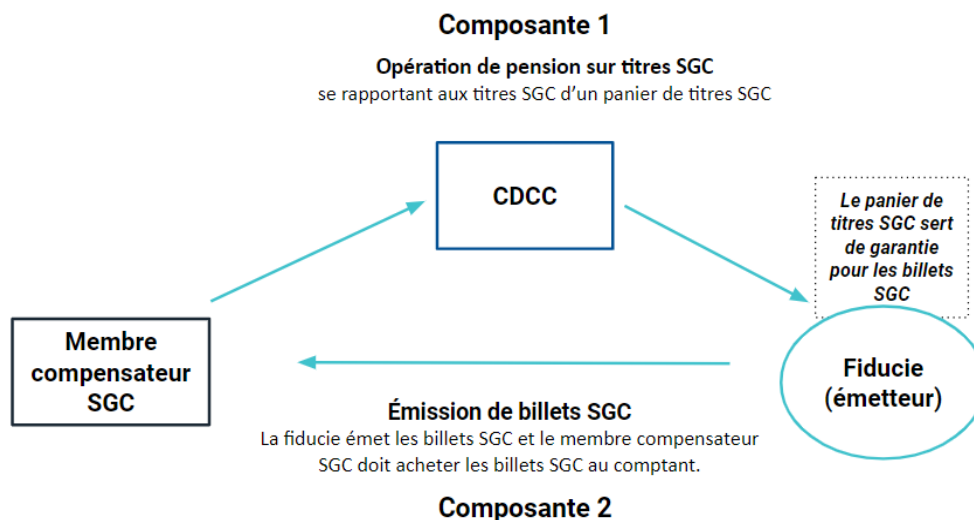 Composante 1
Opération de pension sur titres SGC
se rapportant aux titres SGC d’un panier de titres SGC
CDCC
Le panier de
titres SGC sert
de garantie
pour les billets
SGC
Membre
compensateur
SGC
Fiducie
(émetteur)
Émission de billets SGC
La fiducie émet les billets SGC et le membre compensateur
SGC doit acheter les billets SGC au comptant.
Composante 2